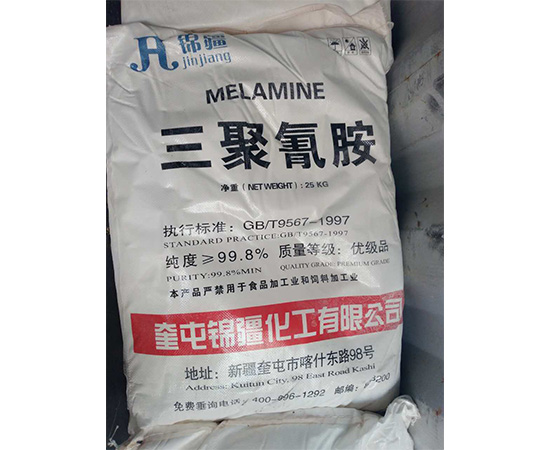 锦疆
jinjiang
MELAMINE
三聚氰胺
净重（NET WEIGHT）: 25 KG
执行标准：GB/T9567-1997
STANDARD PRACTICE:GB/T9567-1997
纯度≥99.8% 质量等级：优级品
PURITY:99.8%MIN QUALITY GRADE: PREMIUM GRADE
本产品严禁用于食品加工业和饲料加工业
奎屯锦疆化工有限公司
地址：新疆奎屯市喀什东路98号
Address: Kuitun City, 98 East Road Kashi
免费垂询电话：400-996-1292 邮编：